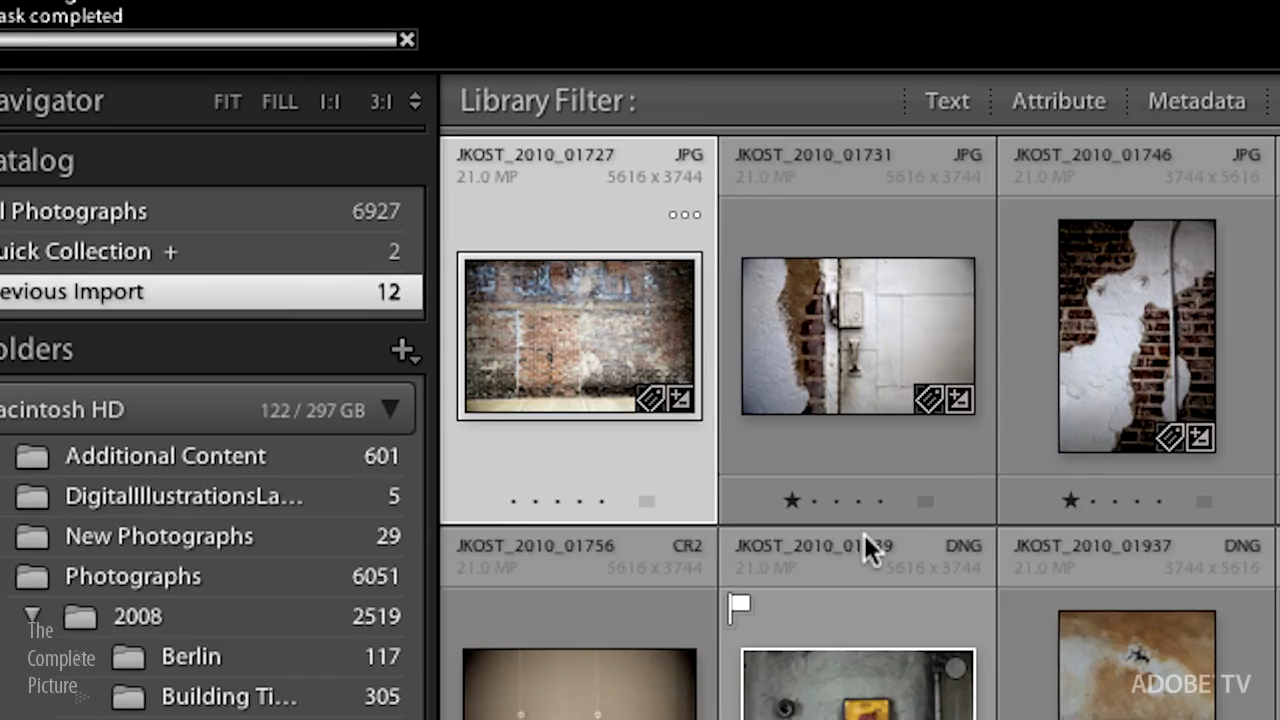 ask completed
avigator FIT FILL 1:1 3:1
Library Filter : Text Attribute Metadata
atalog
l Photographs 6927
uick Collection + 2
evious Import 12
olders
acintosh HD 122 / 297 GB
Additional Content 601
DigitalIllustrationsLa... 5
New Photographs 29
Photographs 6051
2008 2519
Berlin 117
Building Ti... 305
JKOST_2010_01727 JPG
21.0 MP 5616 x 3744
JKOST_2010_01731 JPG
21.0 MP 5616 x 3744
JKOST_2010_01746 JPG
21.0 MP 3744 x 5616
JKOST_2010_01756 CR2
21.0 MP 5616 x 3744
DNG
21.0 MP 5616 x 3744
JKOST_2010_01937 DNG
21.0 MP 3744 x 5616
The
Complete
Picture
ADOBE TV